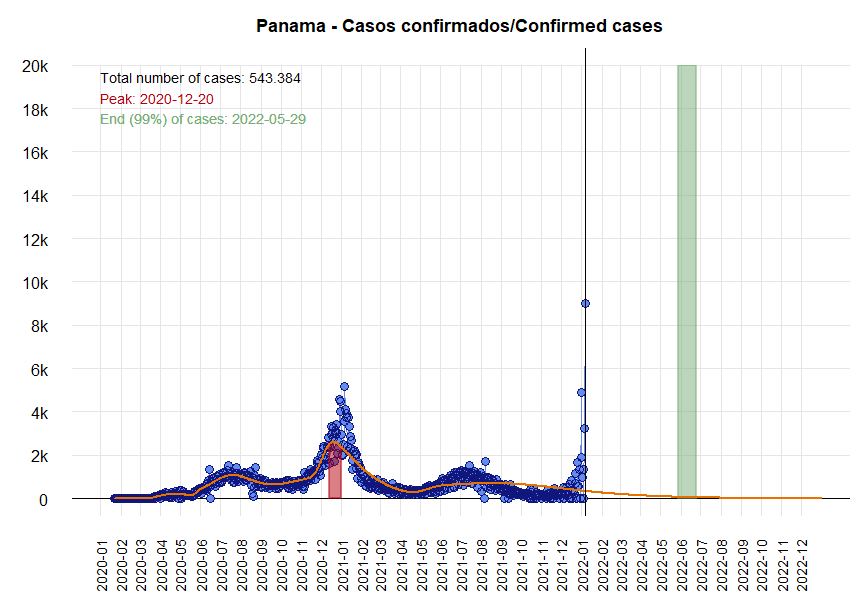 Panama - Casos confirmados/Confirmed cases
20k
18k
16k
14k
12k
10k
8k
6k
4k
2k
0
Total number of cases: 543.384
Peak: 2020-12-20
End (99%) of cases: 2022-05-29
2020-01
2020-02
2020-03
2020-04
2020-05
2020-06
2020-07
2020-08
2020-09
2020-10
2020-11
2020-12
2021-01
2021-02
2021-03
2021-04
2021-05
2021-06
2021-07
2021-08
2021-09
2021-10
2021-11
2021-12
2022-01
2022-02
2022-03
2022-04
2022-05
2022-06
2022-07
2022-08
2022-09
2022-10
2022-11
2022-12